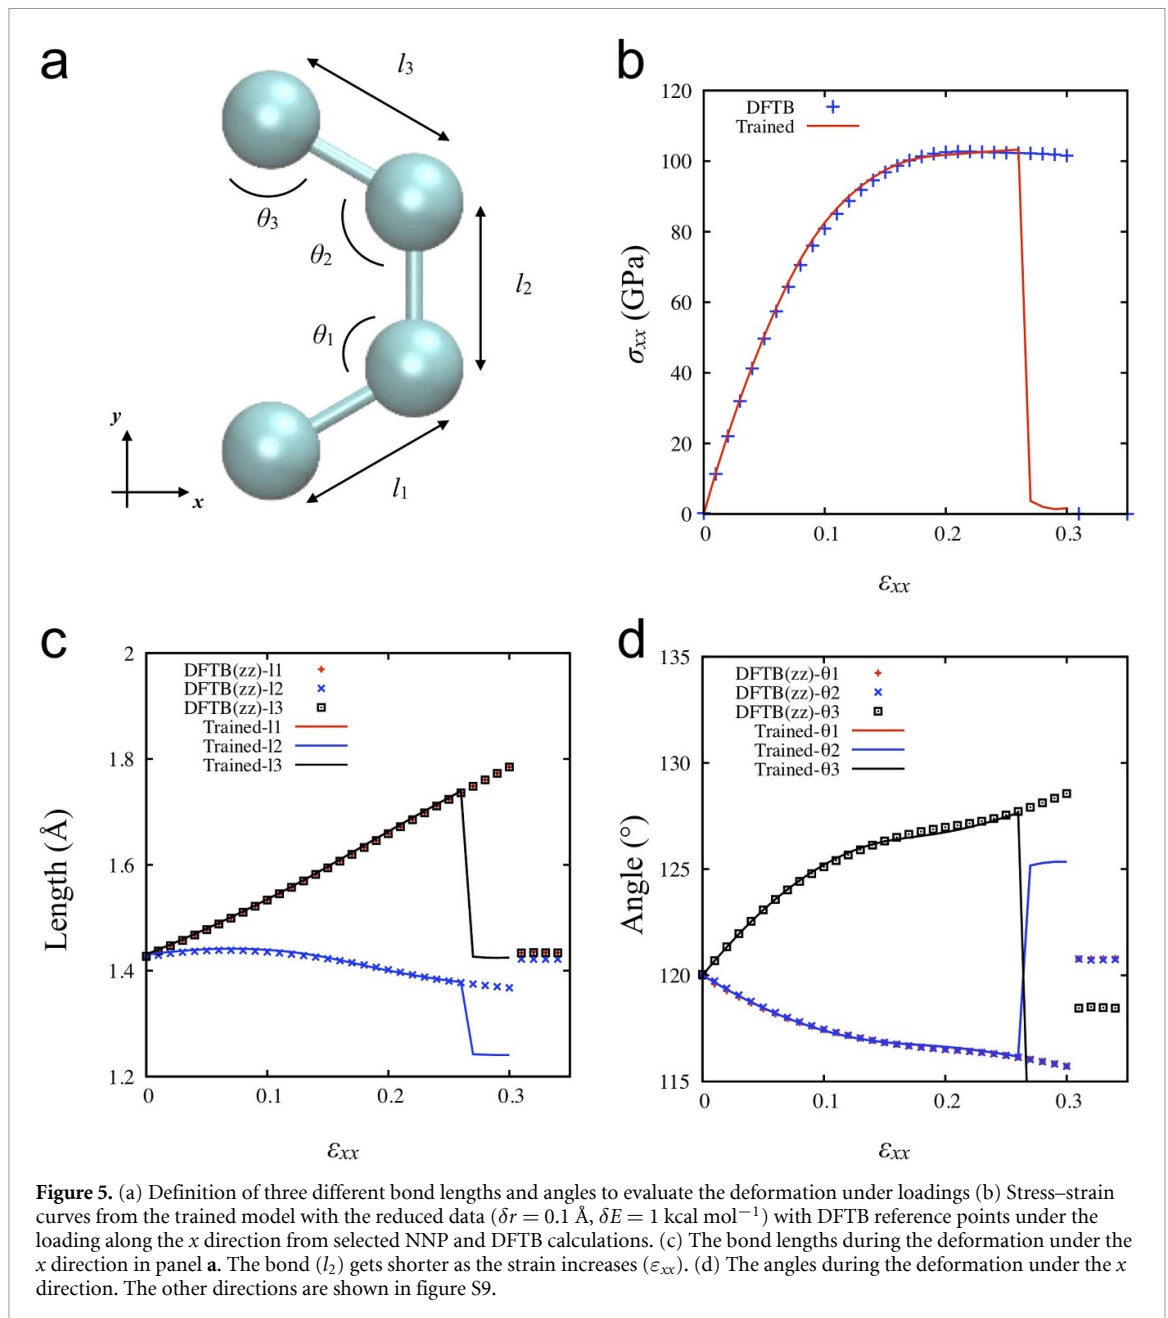 a
l3
θ3
θ2
l2
θ1
y
x
l1
b
DFTB
Trained
120
100
80
60
40
20
0
0
0.1
0.2
0.3
σxx (GPa)
εxx
c
DFTB(zz)-l1
DFTB(zz)-l2
DFTB(zz)-l3
Trained-l1
Trained-l2
Trained-l3
2
1.8
1.6
1.4
1.2
0
0.1
0.2
0.3
Length (Å)
εxx
d
DFTB(zz)-θ1
DFTB(zz)-θ2
DFTB(zz)-θ3
Trained-θ1
Trained-θ2
Trained-θ3
135
130
125
120
115
0
0.1
0.2
0.3
Angle (°)
εxx
Figure 5. (a) Definition of three different bond lengths and angles to evaluate the deformation under loadings (b) Stress–strain
curves from the trained model with the reduced data (δr = 0.1 Å, δE = 1 kcal mol−1) with DFTB reference points under the
loading along the x direction from selected NNP and DFTB calculations. (c) The bond lengths during the deformation under the
x direction in panel a. The bond (l2) gets shorter as the strain increases (εxx). (d) The angles during the deformation under the x
direction. The other directions are shown in figure S9.